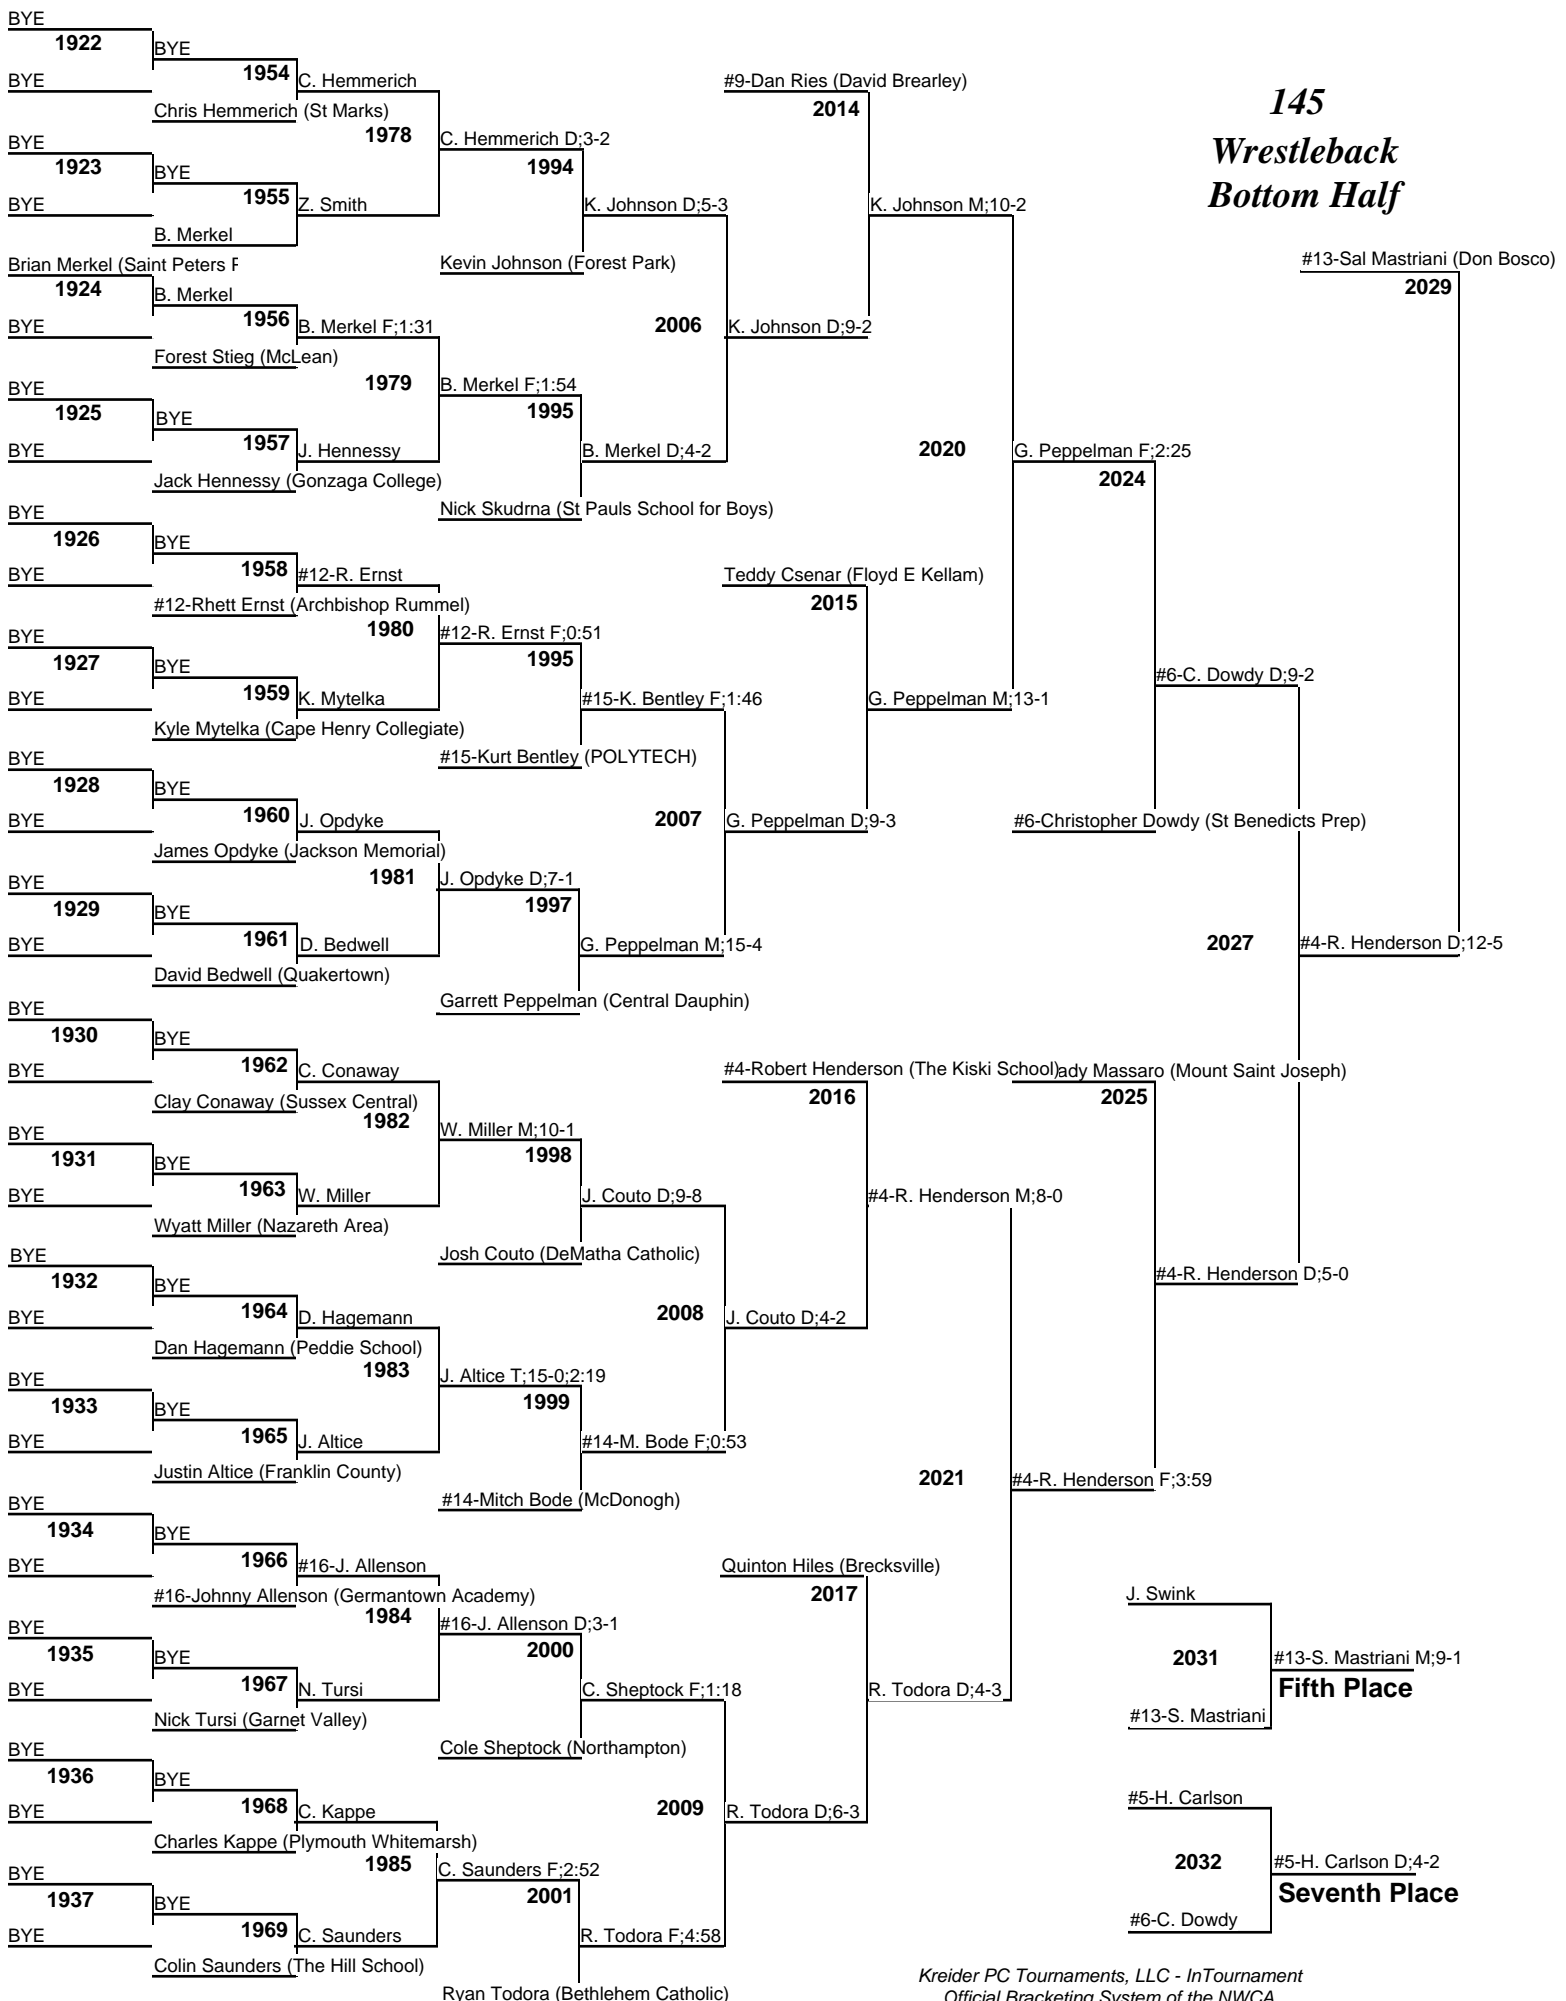 BYE
1922
BYE
BYE
1954
C. Hemmerich
#9-Dan Ries (David Brearley)
BYE
145
Chris Hemmerich (St Marks)
2014
1978
Wrestleback
BYE
C. Hemmerich D;3-2
1923
BYE
1994
Bottom Half
BYE
1955
Z. Smith
K. Johnson D;5-3
K. Johnson M;10-2
B. Merkel
Brian Merkel (Saint Peters
Kevin Johnson (Forest Park)
#13-Sal Mastriani (Don Bosco)
1924
B. Merkel
2029
BYE
1956
B. Merkel F;1:31
2006
K. Johnson D;9-2
Forest Stieg (McLean)
BYE
1979
B. Merkel F;1:54
1925
BYE
1995
BYE
1957
J. Hennessy
B. Merkel D;4-2
2020
G. Peppelman F;2:25
Jack Hennessy (Gonzaga College)
2024
BYE
Nick Skudrna (St Pauls School for Boys)
1926
BYE
BYE
1958
#12-R. Ernst
Teddy Csenar (Floyd E Kellam)
#12-Rhett Ernst (Archbishop Rummel)
2015
BYE
1980
#12-R. Ernst F;0:51
1927
BYE
1995
#6-C. Dowdy D;9-2
BYE
1959
K. Mytelka
#15-K. Bentley F;1:46
G. Peppelman M;13-1
Kyle Mytelka (Cape Henry Collegiate)
BYE
#15-Kurt Bentley (POLYTECH)
1928
BYE
BYE
1960
J. Opdyke
2007
G. Peppelman D;9-3
#6-Christopher Dowdy (St Benedicts Prep)
James Opdyke (Jackson Memorial)
BYE
1981
J. Opdyke D;7-1
1929
BYE
1997
BYE
1961
D. Bedwell
G. Peppelman M;15-4
2027
#4-R. Henderson D;12-5
David Bedwell (Quakertown)
BYE
Garrett Peppelman (Central Dauphin)
1930
BYE
BYE
1962
C. Conaway
#4-Robert Henderson (The Kiski School)
ady Massaro (Mount Saint Joseph)
Clay Conaway (Sussex Central)
2016
2025
BYE
1982
W. Miller M;10-1
1931
BYE
1998
BYE
1963
W. Miller
J. Couto D;9-8
#4-R. Henderson M;8-0
Wyatt Miller (Nazareth Area)
BYE
Josh Couto (DeMatha Catholic)
1932
BYE
#4-R. Henderson D;5-0
BYE
1964
D. Hagemann
2008
J. Couto D;4-2
Dan Hagemann (Peddie School)
BYE
1983
J. Altice T;15-0;2:19
1933
BYE
1999
BYE
1965
J. Altice
#14-M. Bode F;0:53
2021
#4-R. Henderson F;3:59
Justin Altice (Franklin County)
BYE
#14-Mitch Bode (McDonogh)
1934
BYE
BYE
1966
#16-J. Allenson
Quinton Hiles (Brecksville)
#16-Johnny Allenson (Germantown Academy)
2017
J. Swink
BYE
1984
#16-J. Allenson D;3-1
1935
BYE
2000
2031
#13-S. Mastriani M;9-1
BYE
1967
N. Tursi
C. Sheptock F;1:18
R. Todora D;4-3
Fifth Place
Nick Tursi (Garnet Valley)
#13-S. Mastriani
BYE
Cole Sheptock (Northampton)
1936
BYE
#5-H. Carlson
BYE
1968
C. Kappe
2009
R. Todora D;6-3
Charles Kappe (Plymouth Whitemarsh)
BYE
1985
C. Saunders F;2:52
2032
#5-H. Carlson D;4-2
1937
BYE
2001
Seventh Place
BYE
1969
C. Saunders
R. Todora F;4:58
#6-C. Dowdy
Colin Saunders (The Hill School)
Ryan Todora (Bethlehem Catholic)
Kreider PC Tournaments, LLC - InTournament
Official Bracketing System of the NWCA